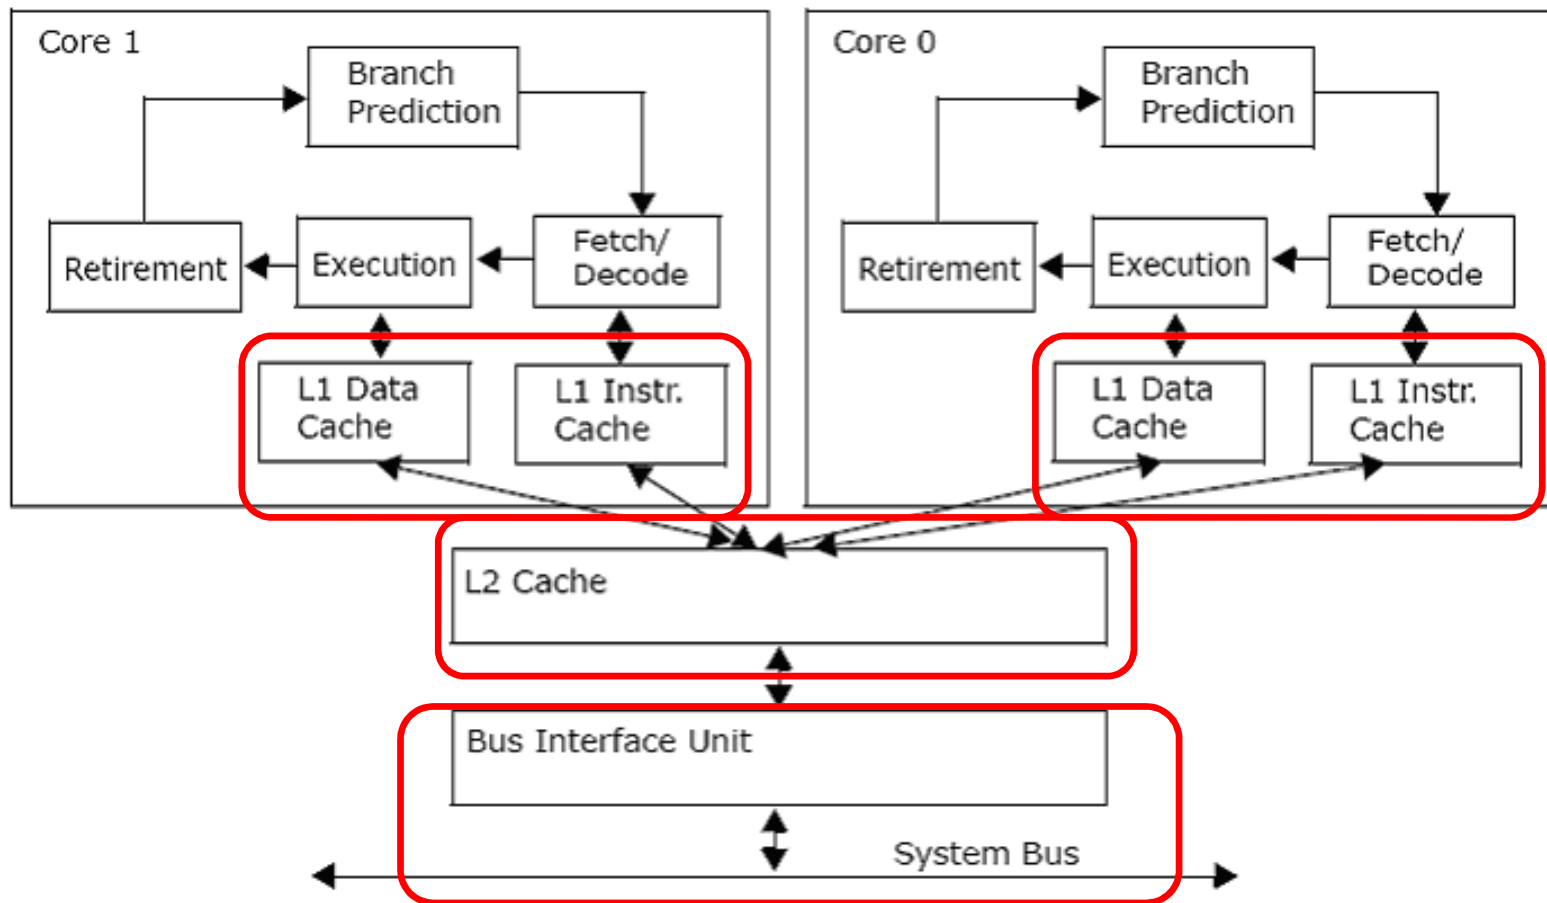 Core 1
Branch
Prediction
Retirement
Execution
Fetch/
Decode
L1 Data
Cache
L1 Instr.
Cache
Core 0
Branch
Prediction
Retirement
Execution
Fetch/
Decode
L1 Data
Cache
L1 Instr.
Cache
L2 Cache
Bus Interface Unit
System Bus